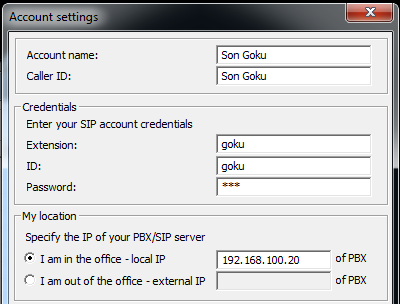 Account settings
Account name: Son Goku
Caller ID: Son Goku
Credentials
Enter your SIP account credentials
Extension: goku
ID: goku
Password: ***
My location
Specify the IP of your PBX/SIP server
I am in the office - local IP 192.168.100.20 of PBX
I am out of the office - external IP of PBX